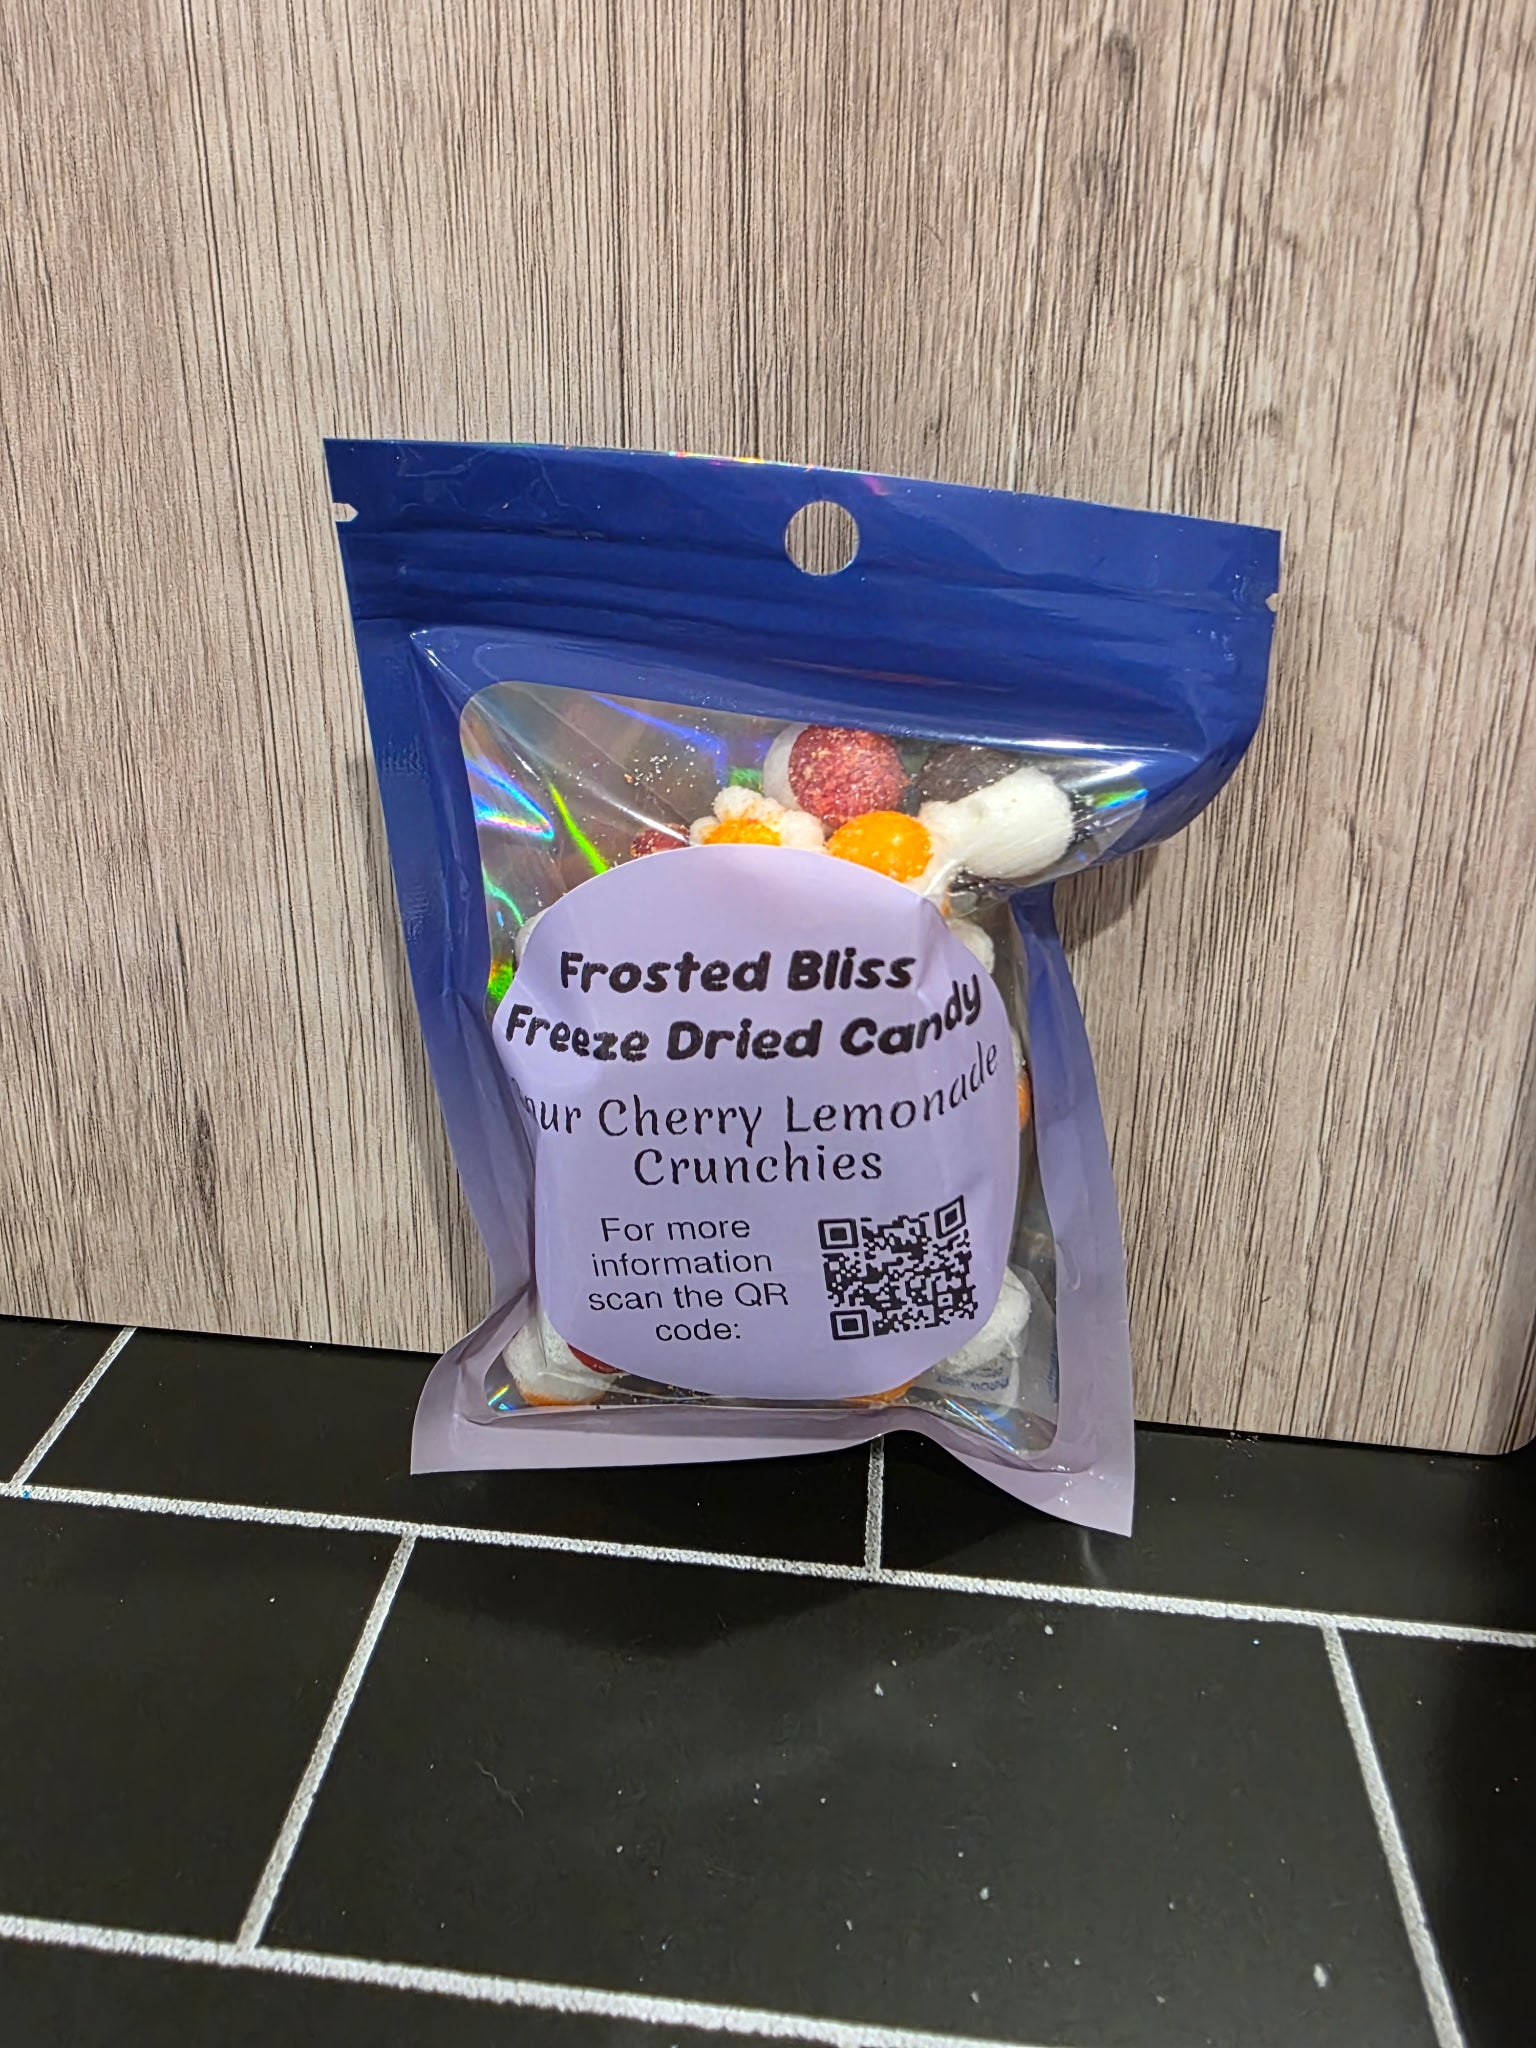 Frosted Bliss
Freeze Dried Candy
Cherry Lemonade
Crunchies
For more
information
scan the QR
code: